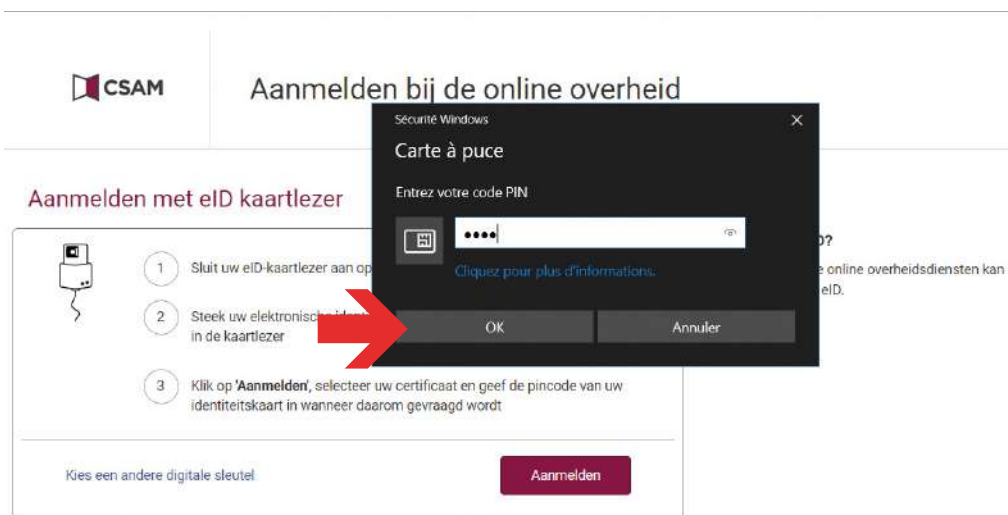 CSAM
Aanmelden bij de online overheid
Sécurité Windows
Carte à puce
Entrez votre code PIN
••••
Cliquez pour plus d'informations.
OK
Annuler
Aanmelden met eID kaartlezer
1 Sluit uw eID-kaartlezer aan op
2 Steek uw elektronische
in de kaartlezer
3 Klik op 'Aanmelden', selecteer uw certificaat en geef de pincode van uw
identiteitskaart in wanneer daarom gevraagd wordt
Kies een andere digitale sleutel
Aanmelden
?
online overheidsdiensten kan
eID.